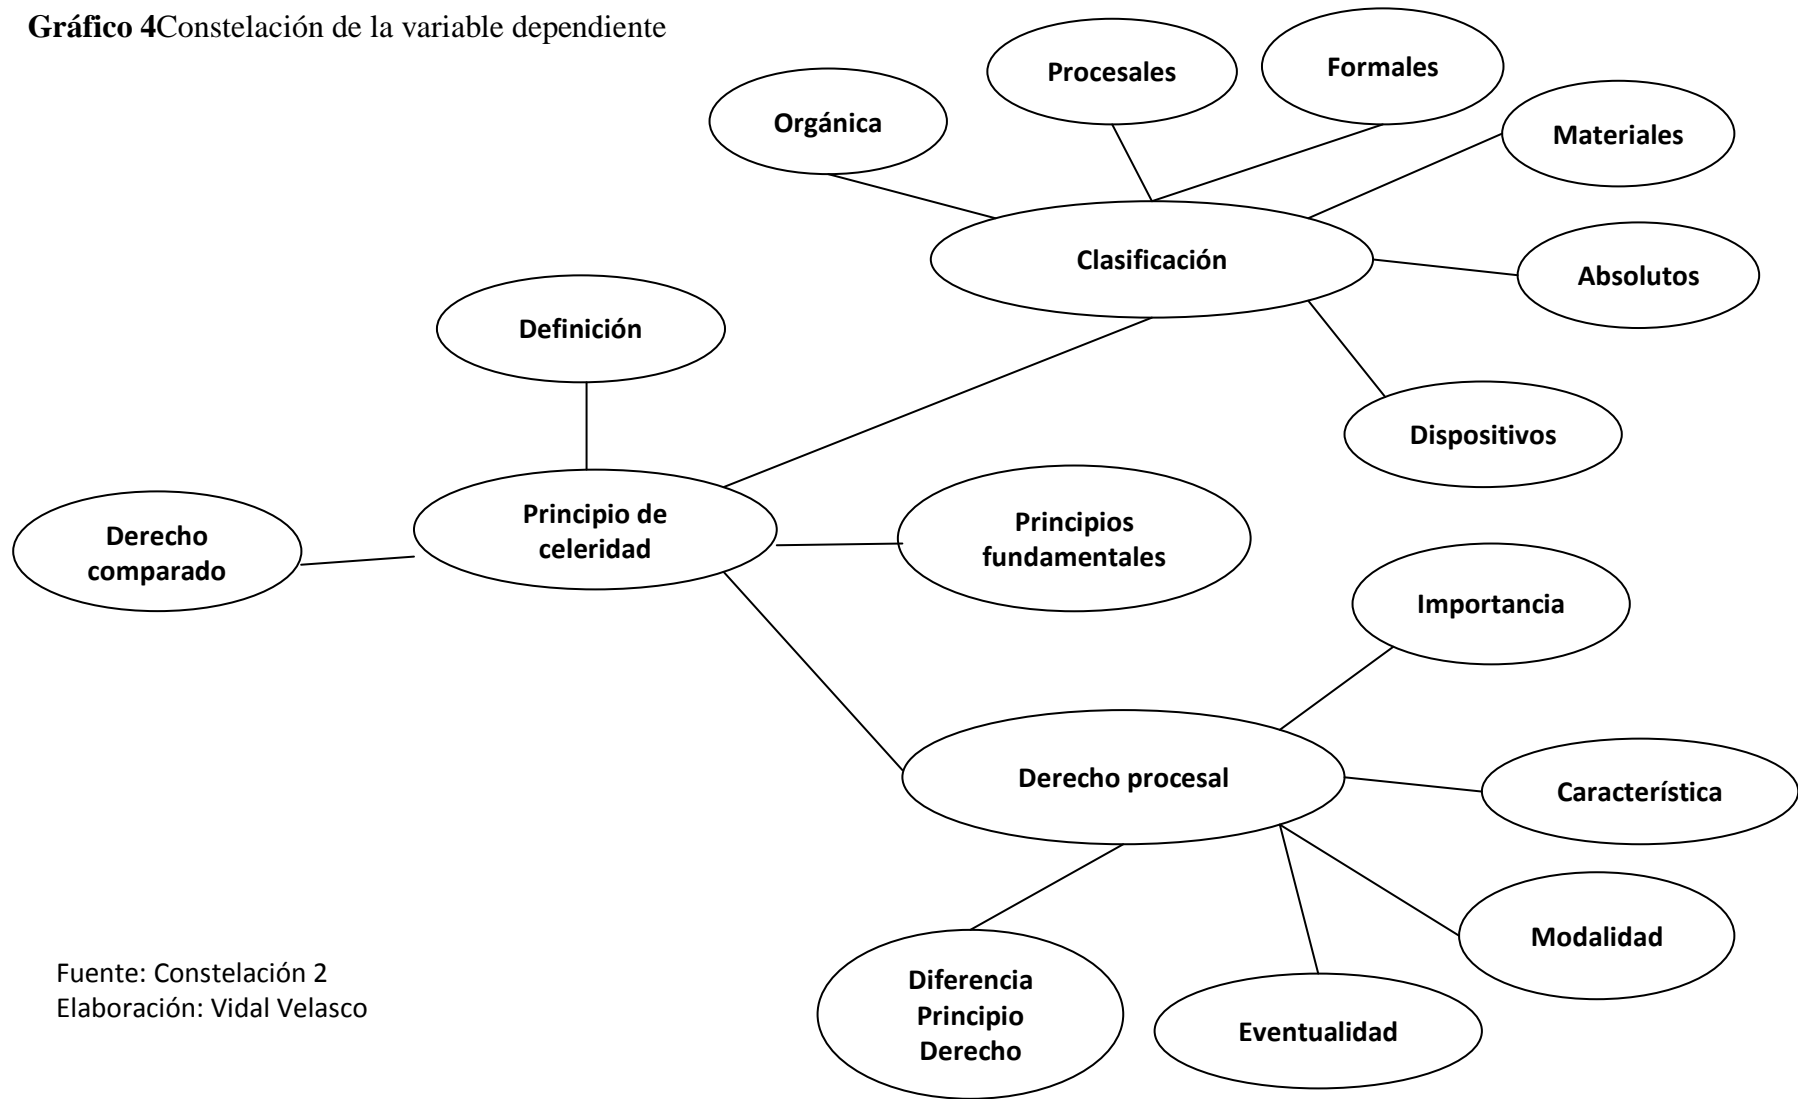 Gráfico 4Constelación de la variable dependiente
Orgánica
Procesales
Formales
Materiales
Clasificación
Absolutos
Definición
Dispositivos
Derecho
comparado
Principio de
celeridad
Principios
fundamentales
Importancia
Derecho procesal
Característica
Modalidad
Diferencia
Principio
Derecho
Eventualidad
Fuente: Constelación 2
Elaboración: Vidal Velasco